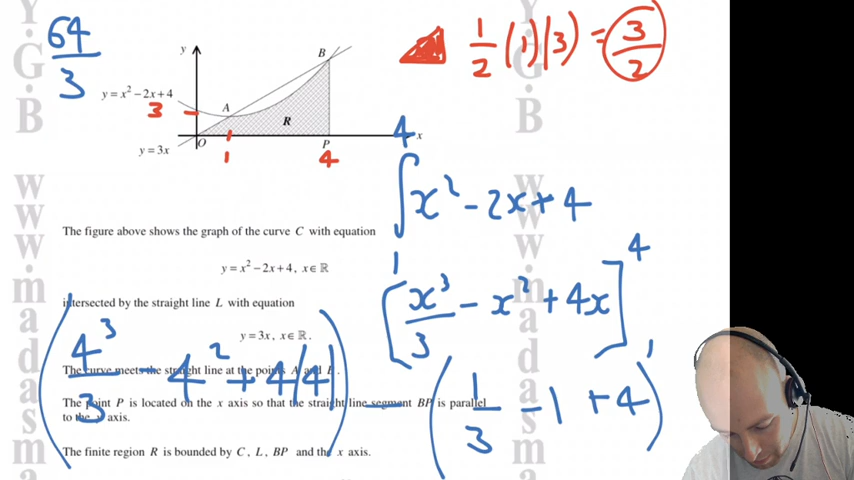 64/3
1/2 (1)(3) = 3/2
y
B
y = x² − 2x + 4
3
A
R
O
P
x
y = 3x
1
4
4
∫ x² − 2x + 4
1
The figure above shows the graph of the curve C with equation
y = x² − 2x + 4, x ∈ ℝ
intersected by the straight line L with equation
[x³/3 − x² + 4x]⁴₁
y = 3x, x ∈ ℝ.
(4³/3 − 4² + 4(4)) − (1/3 − 1 + 4)
The curve meets the straight line at the points A and B.
The point P is located on the x axis so that the straight line segment BP is parallel
to the y axis.
The finite region R is bounded by C, L, BP and the x axis.
Y.G.B
www.madasm
Y.G.B
www.madasm